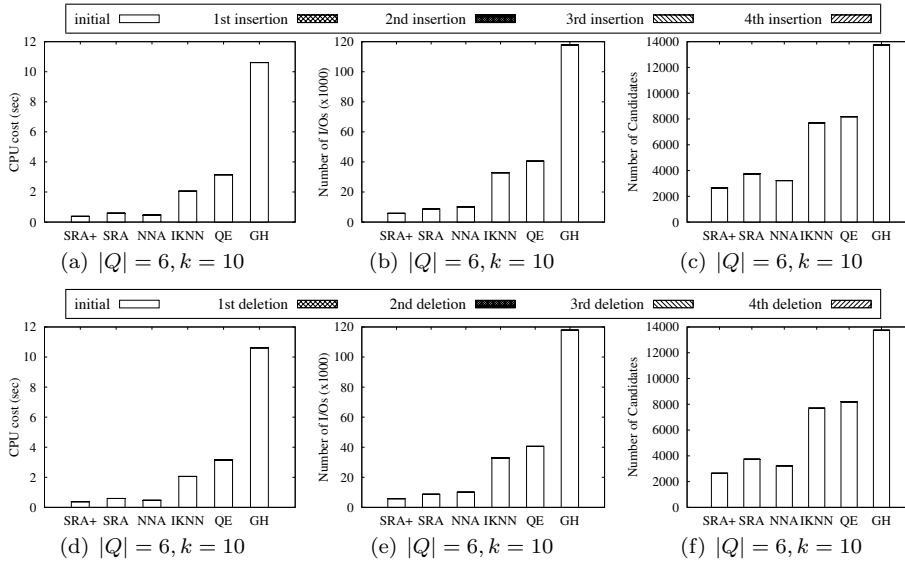 initial 1st insertion 2nd insertion 3rd insertion 4th insertion
CPU cost (sec)
12
10
8
6
4
2
0
SRA+ SRA NNA IKNN QE GH
(a) |Q| = 6, k = 10
Number of I/Os (x1000)
120
100
80
60
40
20
0
SRA+ SRA NNA IKNN QE GH
(b) |Q| = 6, k = 10
Number of Candidates
14000
12000
10000
8000
6000
4000
2000
0
SRA+ SRA NNA IKNN QE GH
(c) |Q| = 6, k = 10
initial 1st deletion 2nd deletion 3rd deletion 4th deletion
CPU cost (sec)
12
10
8
6
4
2
0
SRA+ SRA NNA IKNN QE GH
(d) |Q| = 6, k = 10
Number of I/Os (x1000)
120
100
80
60
40
20
0
SRA+ SRA NNA IKNN QE GH
(e) |Q| = 6, k = 10
Number of Candidates
14000
12000
10000
8000
6000
4000
2000
0
SRA+ SRA NNA IKNN QE GH
(f) |Q| = 6, k = 10